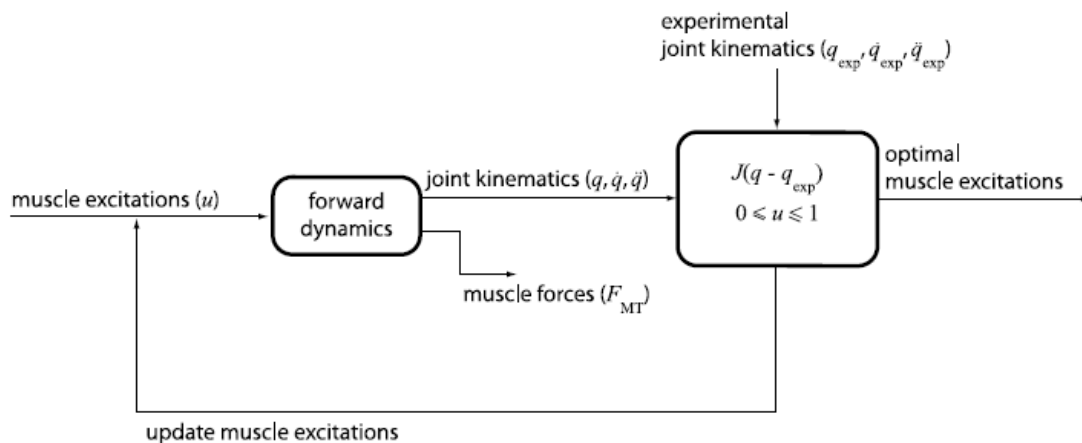 experimental
joint kinematics (q_exp, q̇_exp, q̈_exp)
J(q - q_exp)
0 ⩽ u ⩽ 1
optimal
muscle excitations
joint kinematics (q, q̇, q̈)
muscle excitations (u)
forward
dynamics
muscle forces (F_MT)
update muscle excitations